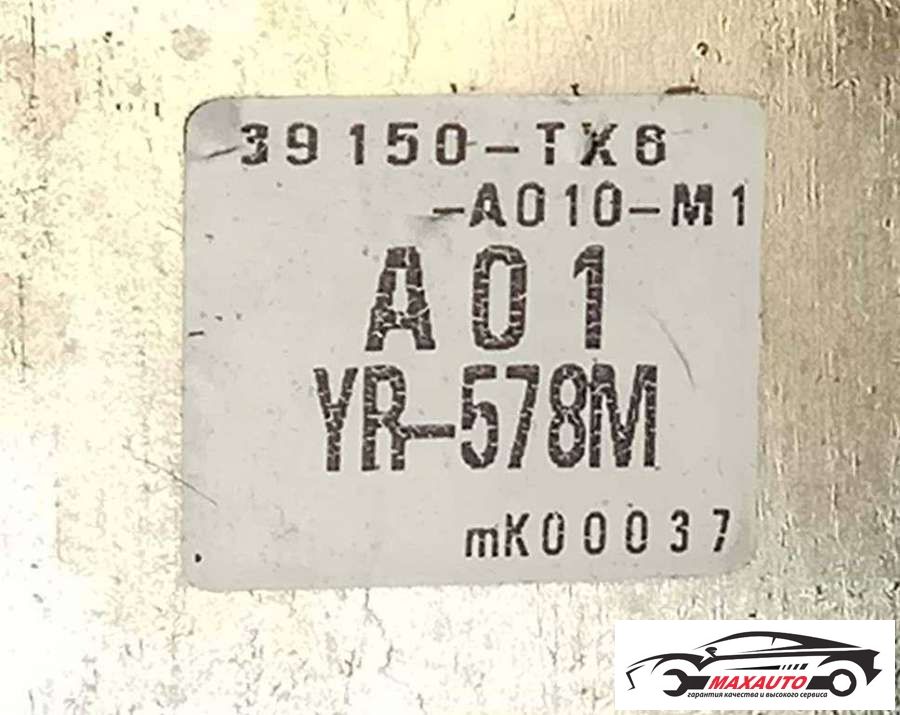 39150-TX6
-A010-M1
A01
YR-578M
mK00037
MAXAUTO
гарантия качества и высокого сервиса